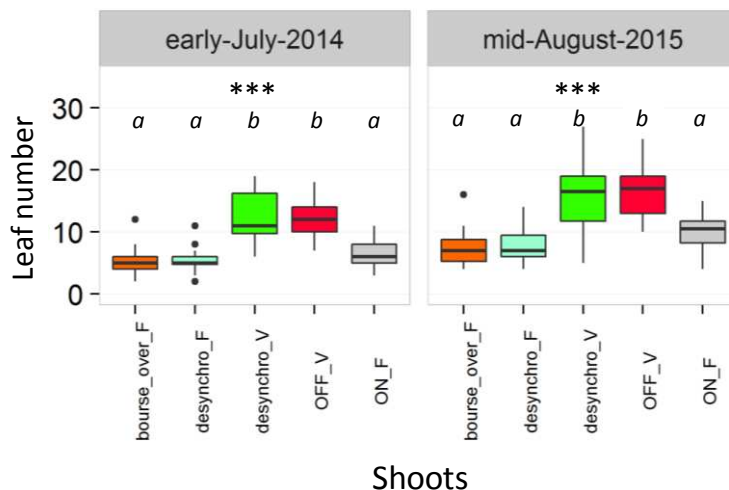 early-July-2014
mid-August-2015
***
***
a a b b a
a a b b a
Leaf number
30
20
10
0
bourse_over_F
desynchro_F
desynchro_V
OFF_V
ON_F
bourse_over_F
desynchro_F
desynchro_V
OFF_V
ON_F
Shoots